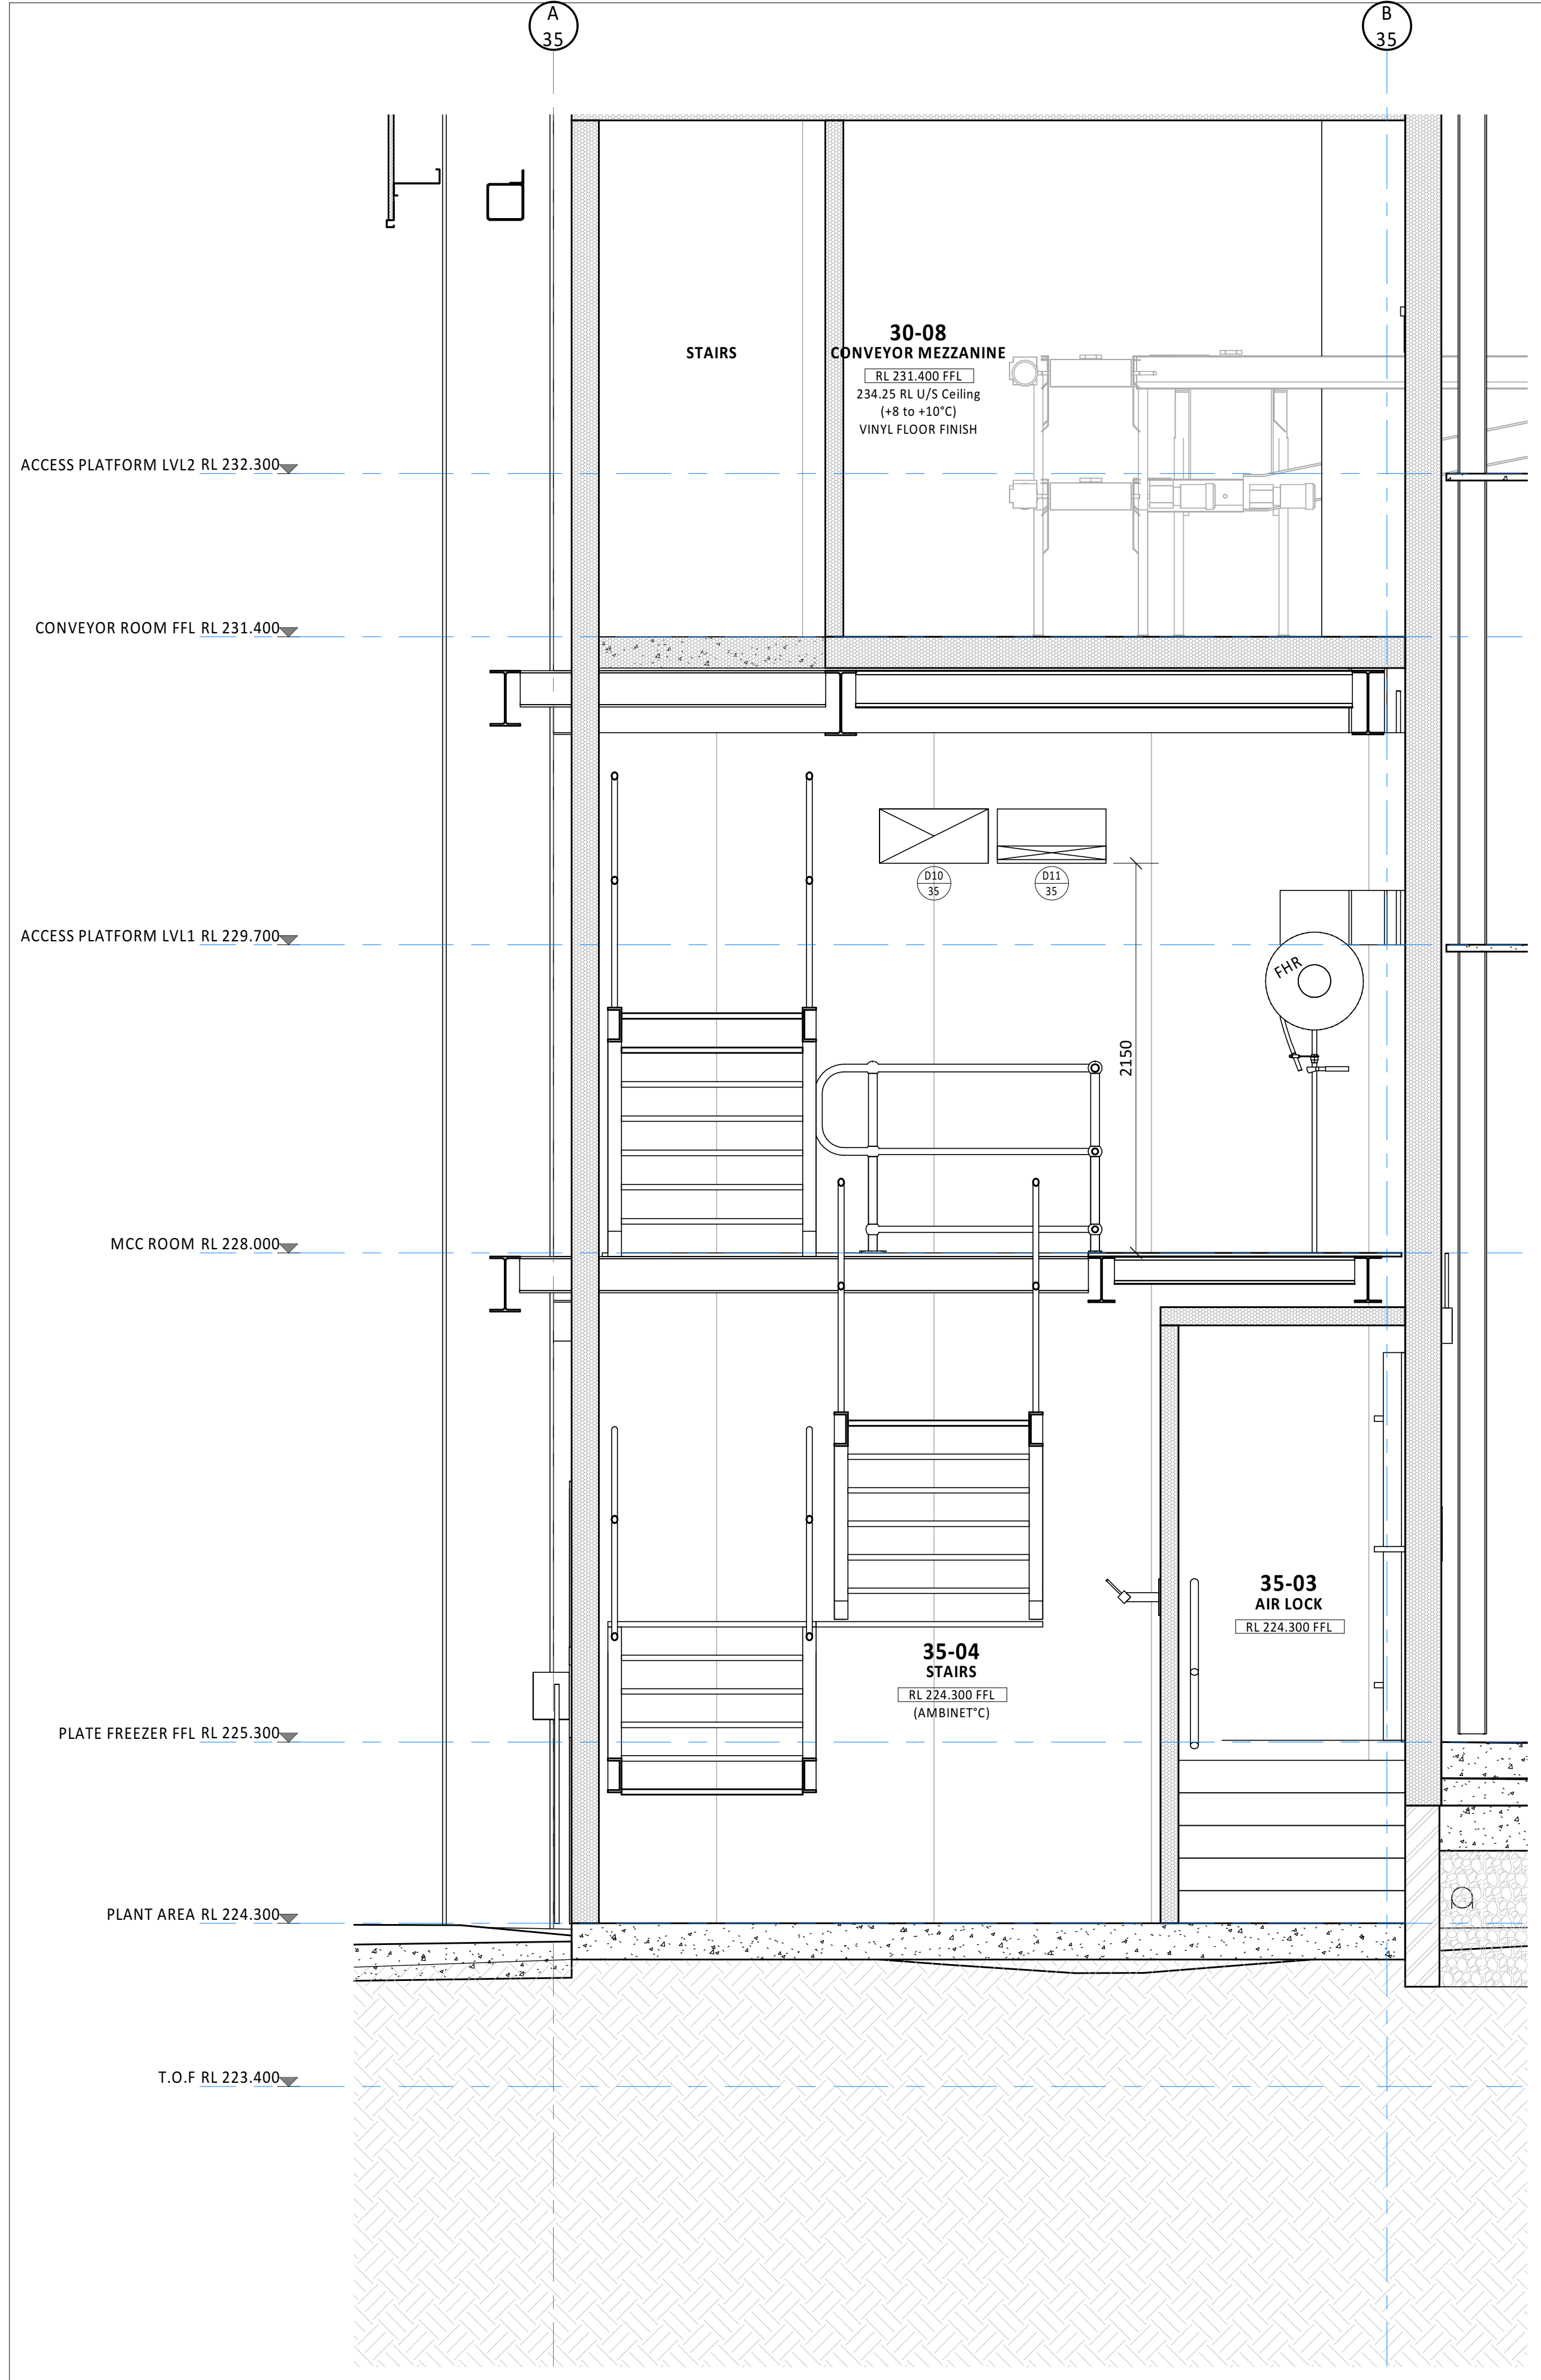 A
35
B
35
30-08
STAIRS
CONVEYOR MEZZANINE
RL 231.400 FFL
234.25 RL U/S Ceiling
(+8 to +10°C)
VINYL FLOOR FINISH
ACCESS PLATFORM LVL2 RL 232.300
CONVEYOR ROOM FFL RL 231.400
D10
35
D11
35
ACCESS PLATFORM LVL1 RL 229.700
FHR
2150
MCC ROOM RL 228.000
35-03
AIR LOCK
RL 224.300 FFL
35-04
STAIRS
RL 224.300 FFL
(AMBINET°C)
PLATE FREEZER FFL RL 225.300
PLANT AREA RL 224.300
T.O.F RL 223.400